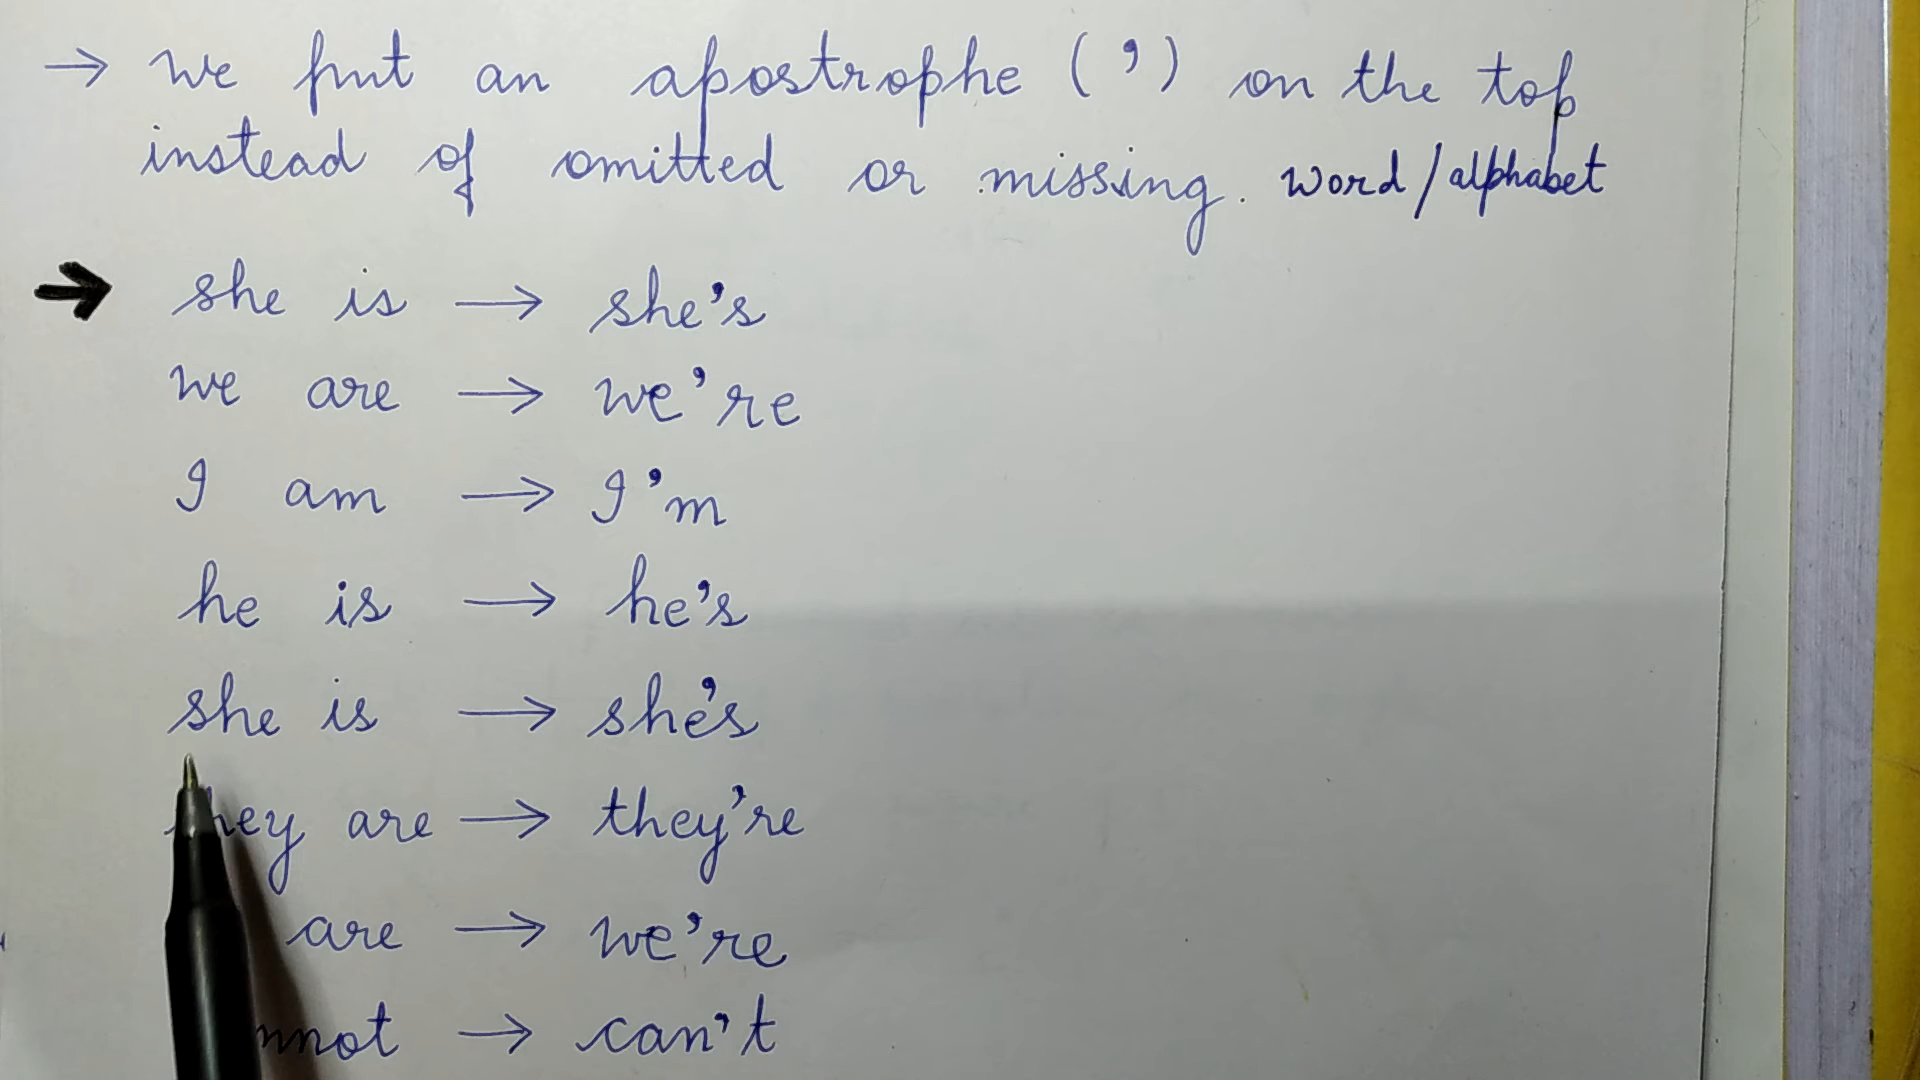 → we put an apostrophe (’) on the top
instead of omitted or missing. word/alphabet
→ she is → she's
we are → we're
I am → I'm
he is → he's
she is → she's
hey are → they're
are → we're
nnot → can't